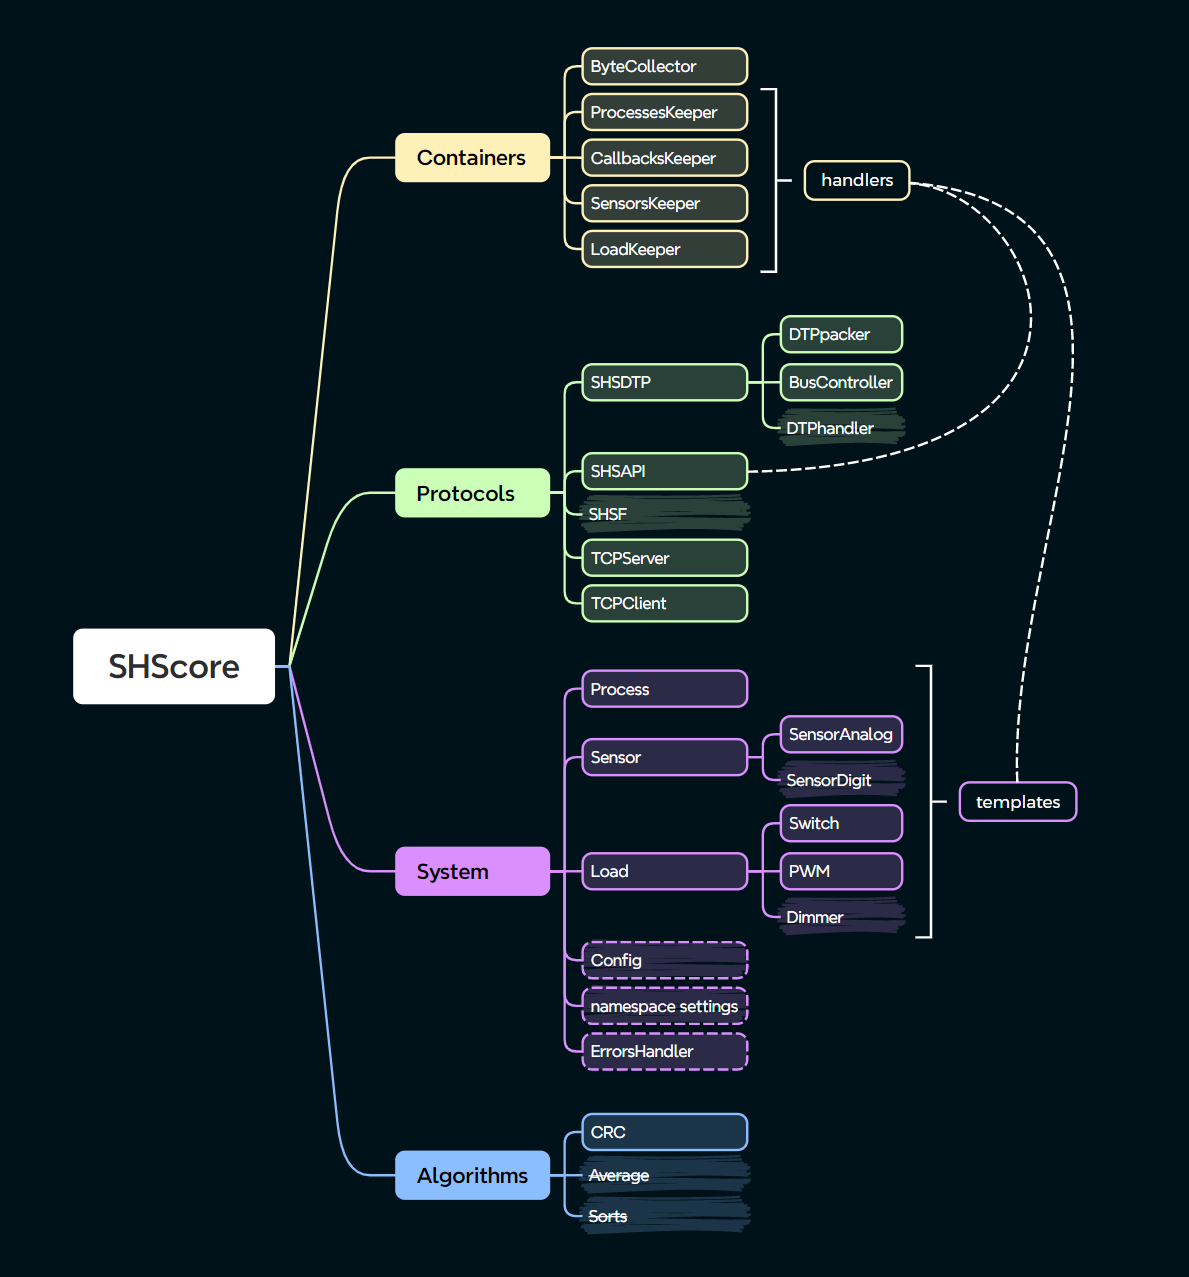 SHScore
Containers
ByteCollector
ProcessesKeeper
CallbacksKeeper
SensorsKeeper
LoadKeeper
handlers
Protocols
SHSDTP
DTPpacker
BusController
DTPhandler
SHSAPI
SHSF
TCPServer
TCPClient
System
Process
Sensor
SensorAnalog
SensorDigit
Load
Switch
PWM
Dimmer
templates
Config
namespace settings
ErrorsHandler
Algorithms
CRC
Average
Sorts